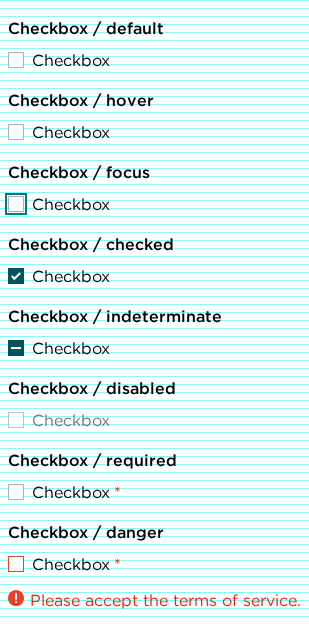 Checkbox / default
Checkbox
Checkbox / hover
Checkbox
Checkbox / focus
Checkbox
Checkbox / checked
Checkbox
Checkbox / indeterminate
Checkbox
Checkbox / disabled
Checkbox
Checkbox / required
Checkbox *
Checkbox / danger
Checkbox *
Please accept the terms of service.